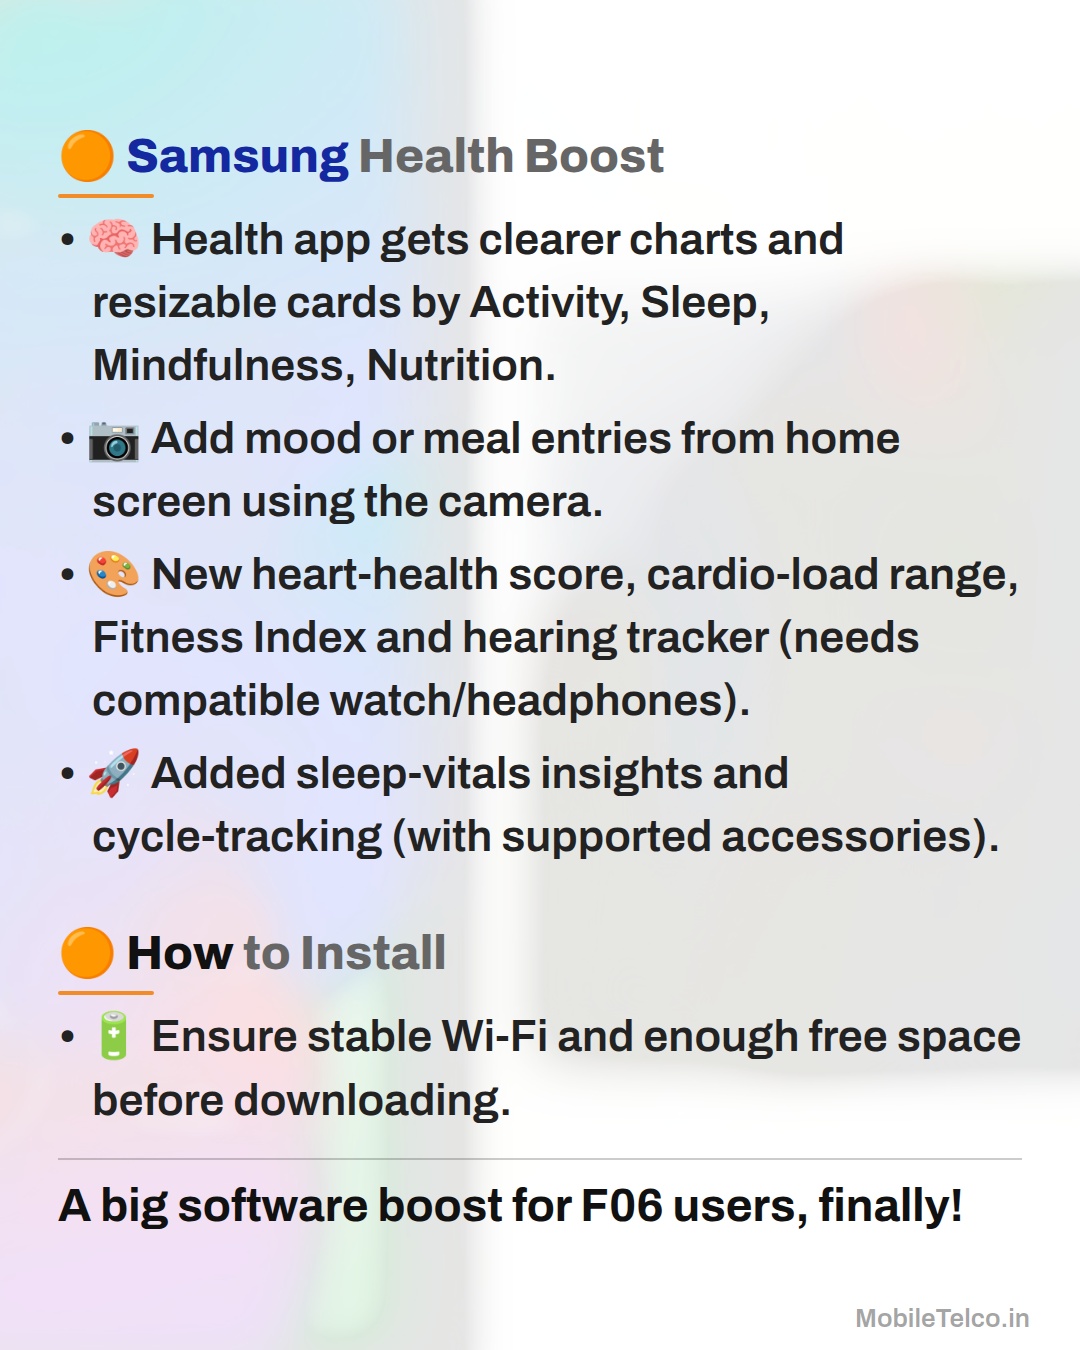 🟠 Samsung Health Boost
• 🧠 Health app gets clearer charts and
resizable cards by Activity, Sleep,
Mindfulness, Nutrition.
• 📷 Add mood or meal entries from home
screen using the camera.
• 🎨 New heart-health score, cardio-load range,
Fitness Index and hearing tracker (needs
compatible watch/headphones).
• 🚀 Added sleep-vitals insights and
cycle-tracking (with supported accessories).
🟠 How to Install
• 🔋 Ensure stable Wi-Fi and enough free space
before downloading.
A big software boost for F06 users, finally!
MobileTelco.in